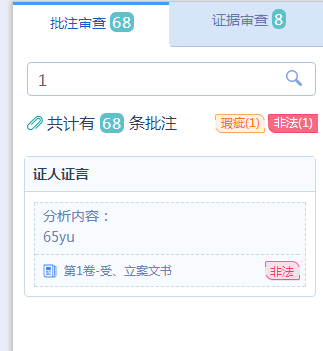 批注审查 68 证据审查 8
1
共计有 68 条批注 瑕疵(1) 非法(1)
证人证言
分析内容：
65yu
第1卷-受、立案文书 非法